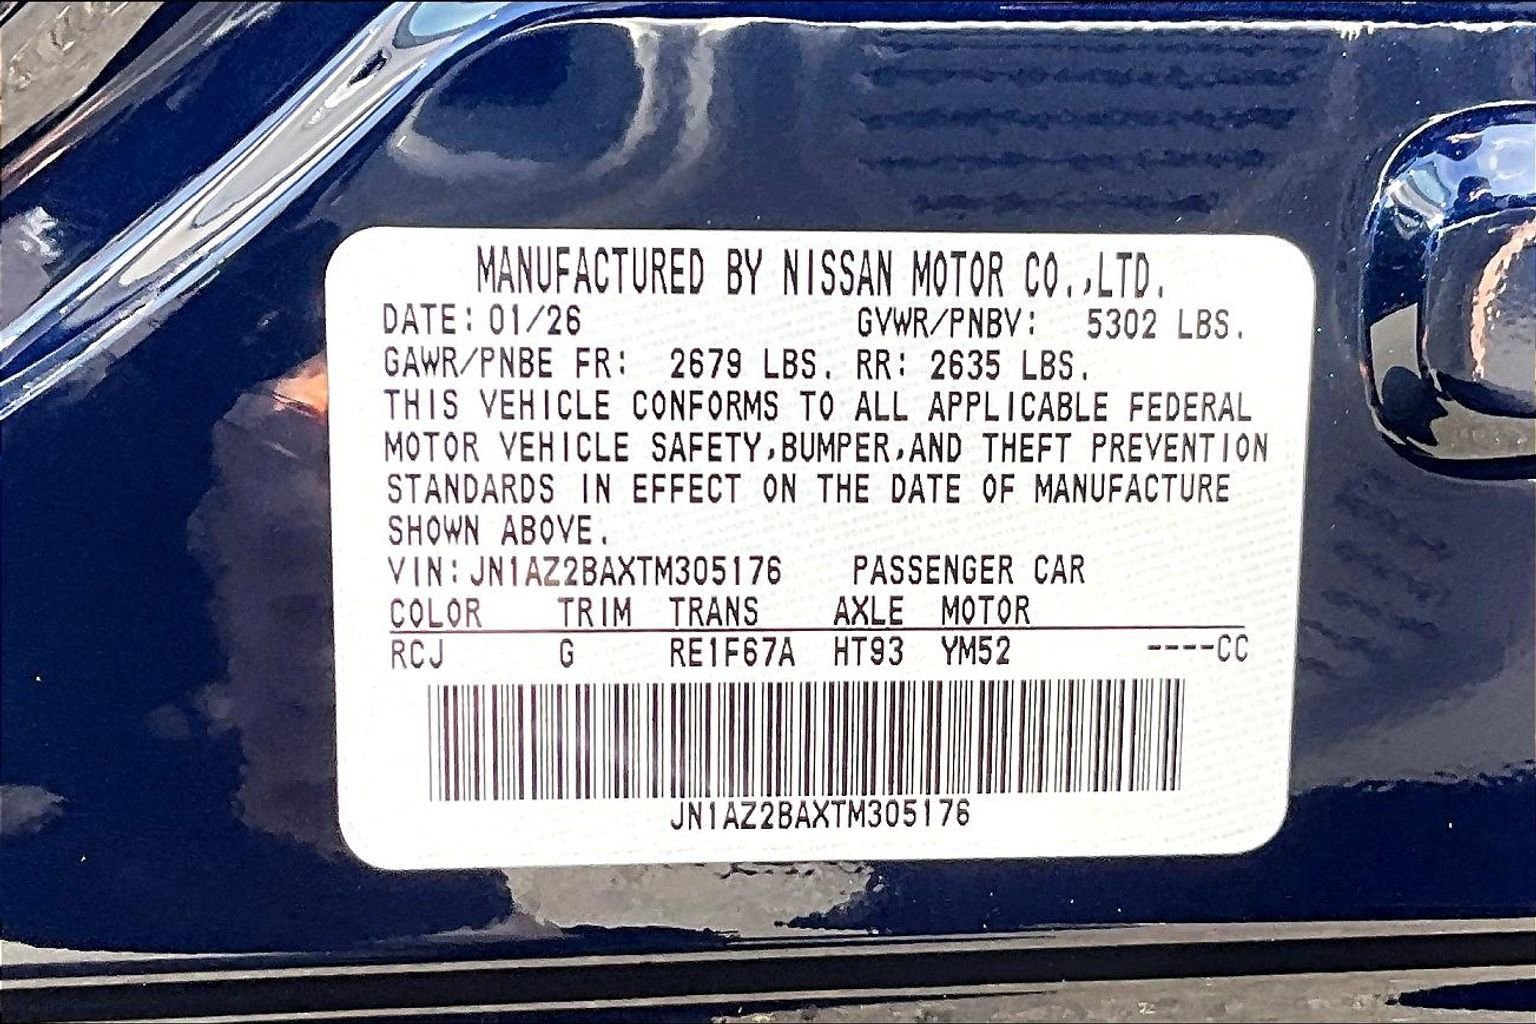 MANUFACTURED BY NISSAN MOTOR CO.,LTD.
DATE: 01/26 GVWR/PNBV: 5302 LBS.
GAWR/PNBE FR: 2679 LBS. RR: 2635 LBS.
THIS VEHICLE CONFORMS TO ALL APPLICABLE FEDERAL
MOTOR VEHICLE SAFETY,BUMPER,AND THEFT PREVENTION
STANDARDS IN EFFECT ON THE DATE OF MANUFACTURE
SHOWN ABOVE.
VIN: JN1AZ2BAXTM305176 PASSENGER CAR
COLOR TRIM TRANS AXLE MOTOR
RCJ G RE1F67A HT93 YM52 ----CC
JN1AZ2BAXTM305176